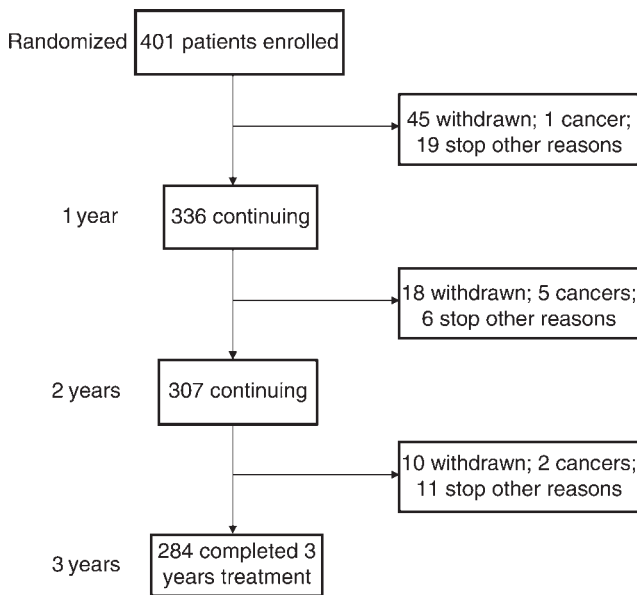 Randomized
401 patients enrolled
45 withdrawn; 1 cancer;
19 stop other reasons
1 year
336 continuing
18 withdrawn; 5 cancers;
6 stop other reasons
2 years
307 continuing
10 withdrawn; 2 cancers;
11 stop other reasons
3 years
284 completed 3
years treatment